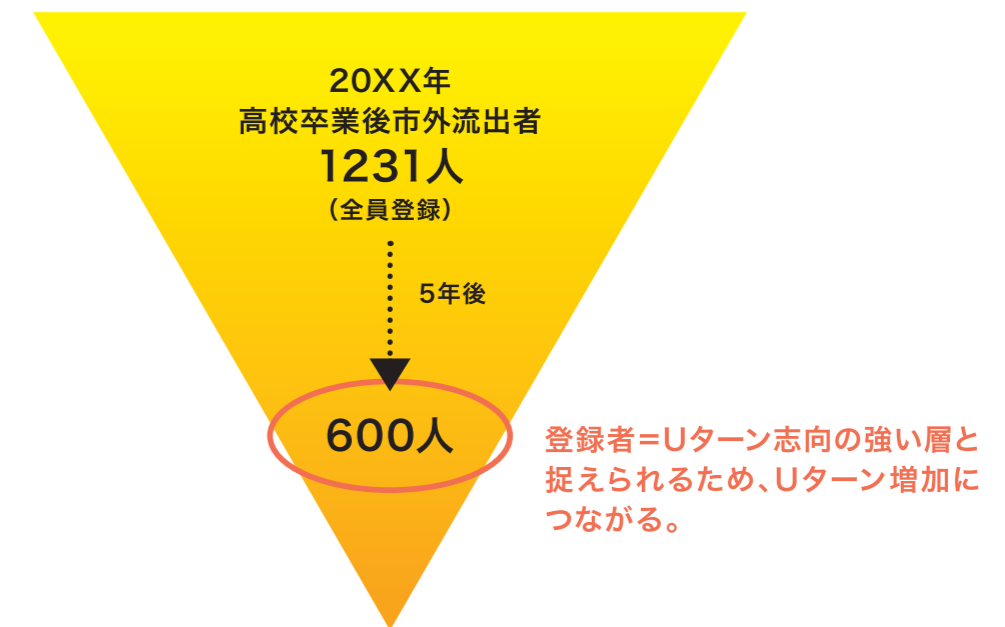 20XX年
高校卒業後市外流出者
1231人
（全員登録）
5年後
600人
登録者=Uターン志向の強い層と
捉えられるため、Uターン増加に
つながる。